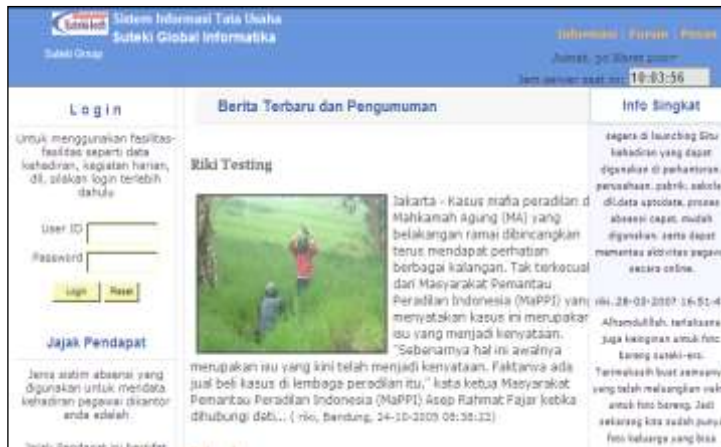 Sistem Informasi Tata Usaha
Suteki Global Informatika
Suteki Group
Informasi | Forum | Pesan
Jumat, 30 Maret 2007
Jam server saat ini: 10:03:56
Login
Untuk menggunakan fasilitas-
fasilitas seperti data
kehadiran, kegiatan harian,
dll, silakan login terlebih
dahulu
User ID
Password
Login Reset
Jajak Pendapat
Jenis sistim absensi yang
digunakan untuk mendata
kehadiran pegawai dikantor
anda adalah
Berita Terbaru dan Pengumuman
Riki Testing
Jakarta - Kasus mafia peradilan d
Mahkamah Agung (MA) yang
belakangan ramai dibincangkan
terus mendapat perhatian
berbagai kalangan. Tak terkecual
dari Masyarakat Pemantau
Peradilan Indonesia (MaPPI) yang
menyatakan kasus ini merupakan
isu yang menjadi kenyataan.
"Sebenarnya hal ini awalnya
merupakan isu yang kini telah menjadi kenyataan. Faktanya ada
jual beli kasus di lembaga peradilan itu," kata ketua Masyarakat
Pemantau Peradilan Indonesia (MaPPI) Asep Rahmat Fajar ketika
dihubungi deti... ( riki, Bandung, 24-10-2005 08:38:32)
Info Singkat
segera di launching Situ
kehadiran yang dapat
digunakan di perkantoran,
perusahaan, pabrik, sekola
dll.data uptodate, proses
absensi cepat, mudah
digunakan, serta dapat
memantau aktivitas pegawa
secara online.
riki, 28-03-2007 16:51:4
Alhamdulillah, terlaksana
juga keinginan untuk foto
bareng suteki-ers.
Terimakasih buat semuany
yang telah meluangkan wak
untuk foto bareng. Jadi
sekarang kita sudah puny
foto keluarga yang bisa